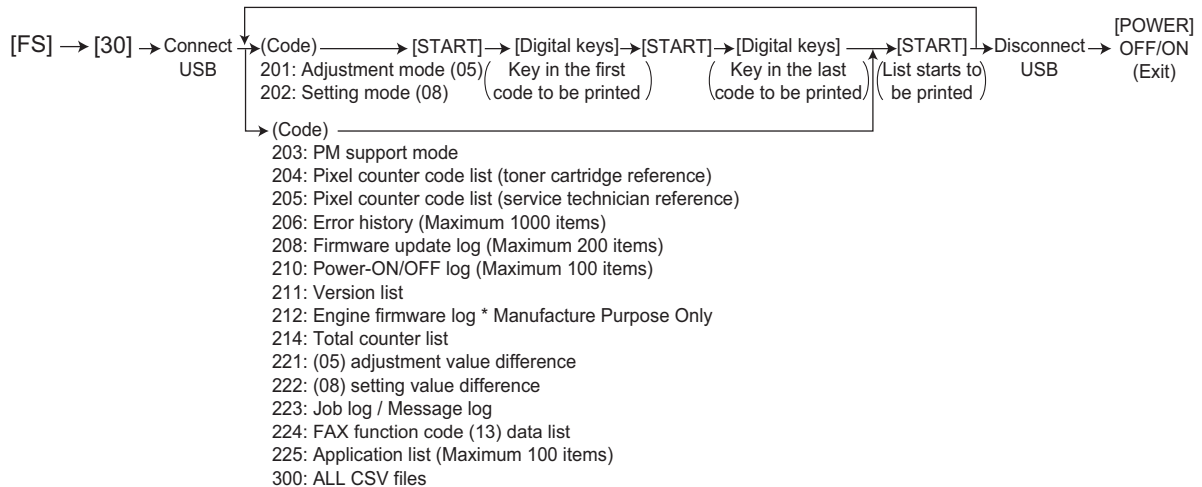 [FS] → [30] → Connect USB → (Code) → [START] → [Digital keys] → [START] → [Digital keys] → [START] → Disconnect USB → [POWER] OFF/ON (Exit)
201: Adjustment mode (05)
202: Setting mode (08)
(Key in the first code to be printed)
(Key in the last code to be printed)
(List starts to be printed)
(Code)
203: PM support mode
204: Pixel counter code list (toner cartridge reference)
205: Pixel counter code list (service technician reference)
206: Error history (Maximum 1000 items)
208: Firmware update log (Maximum 200 items)
210: Power-ON/OFF log (Maximum 100 items)
211: Version list
212: Engine firmware log * Manufacture Purpose Only
214: Total counter list
221: (05) adjustment value difference
222: (08) setting value difference
223: Job log / Message log
224: FAX function code (13) data list
225: Application list (Maximum 100 items)
300: ALL CSV files